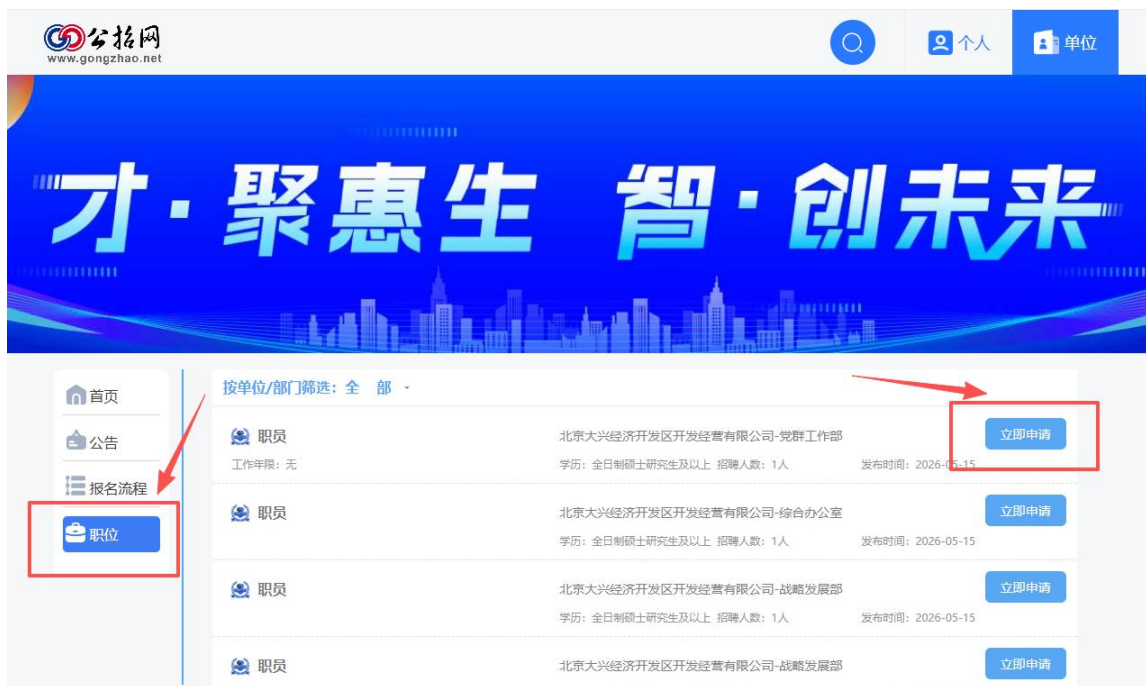 公招网
www.gongzhao.net
个人
单位
才·聚惠生 智·创未来
首页
公告
报名流程
职位
按单位/部门筛选：全 部
职员
北京大兴经济开发区开发经营有限公司-党群工作部
立即申请
工作年限：无
学历：全日制硕士研究生及以上 招聘人数：1人
发布时间：2026-05-15
职员
北京大兴经济开发区开发经营有限公司-综合办公室
立即申请
学历：全日制硕士研究生及以上 招聘人数：1人
发布时间：2026-05-15
职员
北京大兴经济开发区开发经营有限公司-战略发展部
立即申请
学历：全日制硕士研究生及以上 招聘人数：1人
发布时间：2026-05-15
职员
北京大兴经济开发区开发经营有限公司-战略发展部
立即申请